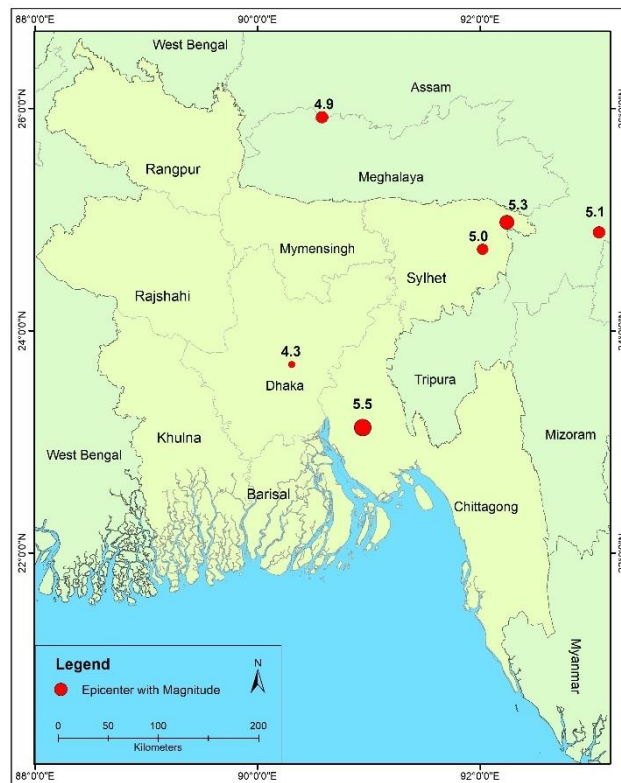 88°0'0"E
90°0'0"E
92°0'0"E
West Bengal
Assam
4.9
26°0'0"N
Rangpur
Meghalaya
5.3
5.1
5.0
Mymensingh
Sylhet
Rajshahi
24°0'0"N
4.3
Dhaka
Tripura
5.5
Khulna
Mizoram
West Bengal
Barisal
Chittagong
22°0'0"N
Myanmar
Legend
N
Epicenter with Magnitude
0 50 100 200
Kilometers
88°0'0"E
90°0'0"E
92°0'0"E